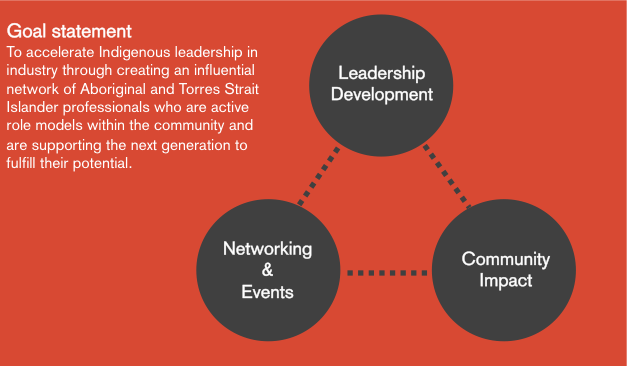 Goal statement
To accelerate Indigenous leadership in
industry through creating an influential
network of Aboriginal and Torres Strait
Islander professionals who are active
role models within the community and
are supporting the next generation to
fulfill their potential.
Leadership
Development
Networking
&
Events
Community
Impact